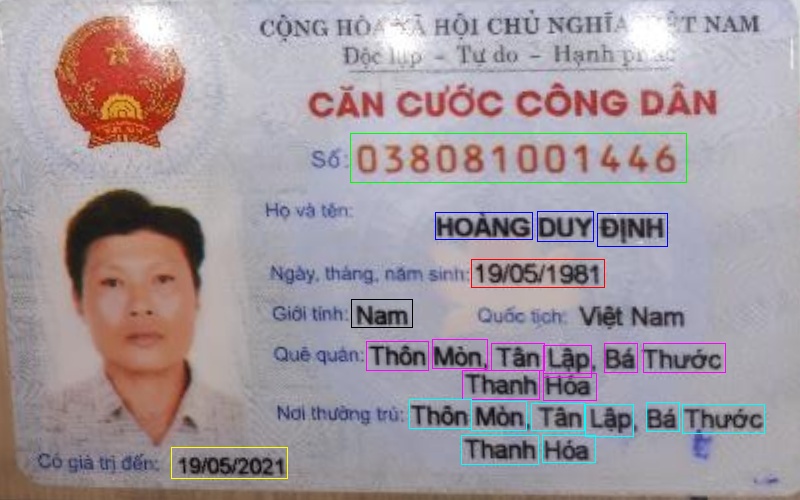 CỘNG HÒA XÃ HỘI CHỦ NGHĨA VIỆT NAM
Độc lập - Tự do - Hạnh phúc
CĂN CƯỚC CÔNG DÂN
Số: 038081001446
Họ và tên:
HOÀNG DUY ĐỊNH
Ngày, tháng, năm sinh: 19/05/1981
Giới tính: Nam Quốc tịch: Việt Nam
Quê quán: Thôn Mòn, Tân Lập, Bá Thước
Thanh Hóa
Nơi thường trú: Thôn Mòn, Tân Lập, Bá Thước
Thanh Hóa
Có giá trị đến: 19/05/2021